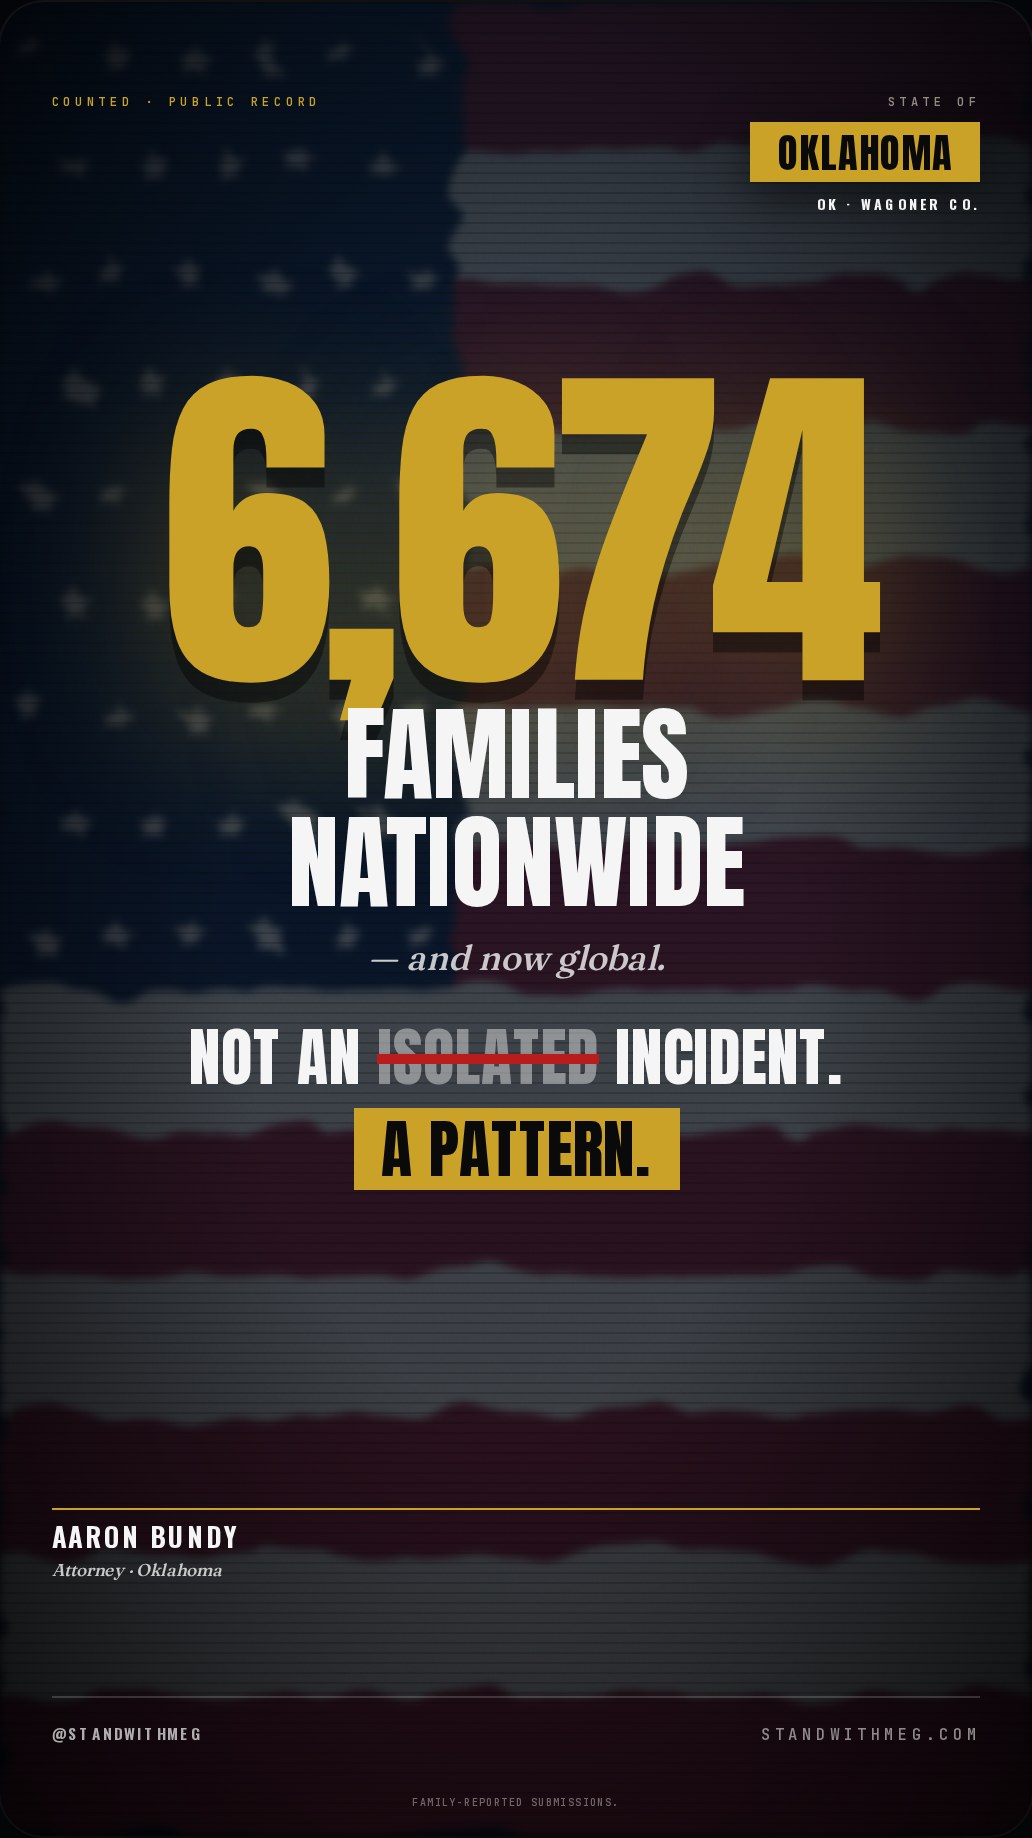 COUNTED · PUBLIC RECORD
STATE OF
OKLAHOMA
OK · WAGONER CO.
6,674
FAMILIES
NATIONWIDE
— and now global.
NOT AN ISOLATED INCIDENT.
A PATTERN.
AARON BUNDY
Attorney · Oklahoma
@STANDWITHMEG
STANDWITHMEG.COM
FAMILY-REPORTED SUBMISSIONS.